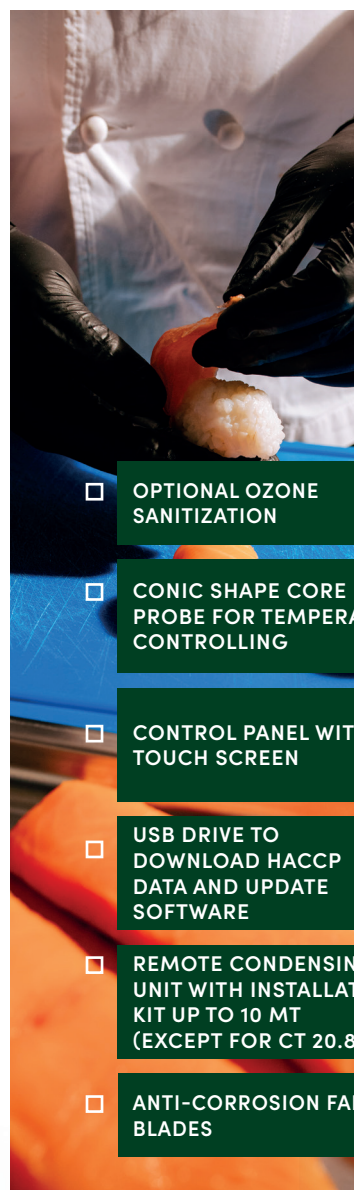 OPTIONAL OZONE
SANITIZATION
CONIC SHAPE CORE
PROBE FOR TEMPERA
CONTROLLING
CONTROL PANEL WIT
TOUCH SCREEN
USB DRIVE TO
DOWNLOAD HACCP
DATA AND UPDATE
SOFTWARE
REMOTE CONDENSIN
UNIT WITH INSTALLAT
KIT UP TO 10 MT
(EXCEPT FOR CT 20.8
ANTI-CORROSION FA
BLADES